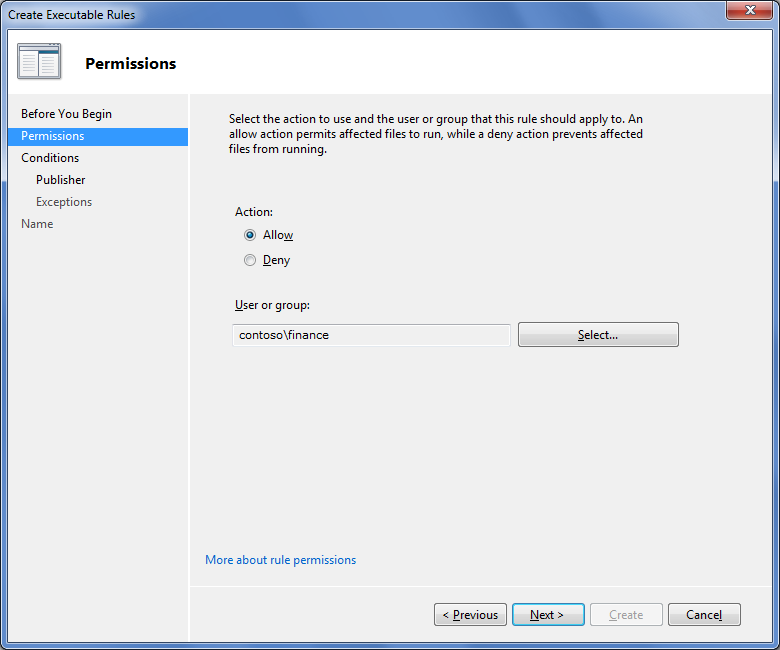 Create Executable Rules
Permissions
Before You Begin
Permissions
Conditions
Publisher
Exceptions
Name
Select the action to use and the user or group that this rule should apply to. An
allow action permits affected files to run, while a deny action prevents affected
files from running.
Action:
Allow
Deny
User or group:
contoso\finance
Select...
More about rule permissions
< Previous
Next >
Create
Cancel